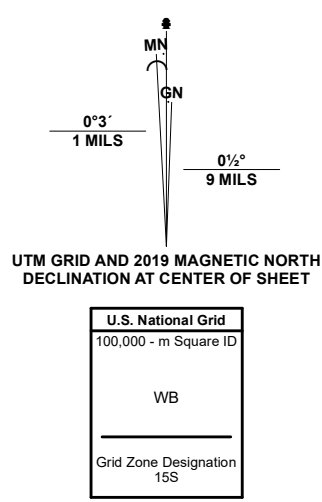 MN
GN
0°3´
1 MILS
0½°
9 MILS
UTM GRID AND 2019 MAGNETIC NORTH
DECLINATION AT CENTER OF SHEET
U.S. National Grid
100,000 - m Square ID
WB
Grid Zone Designation
15S